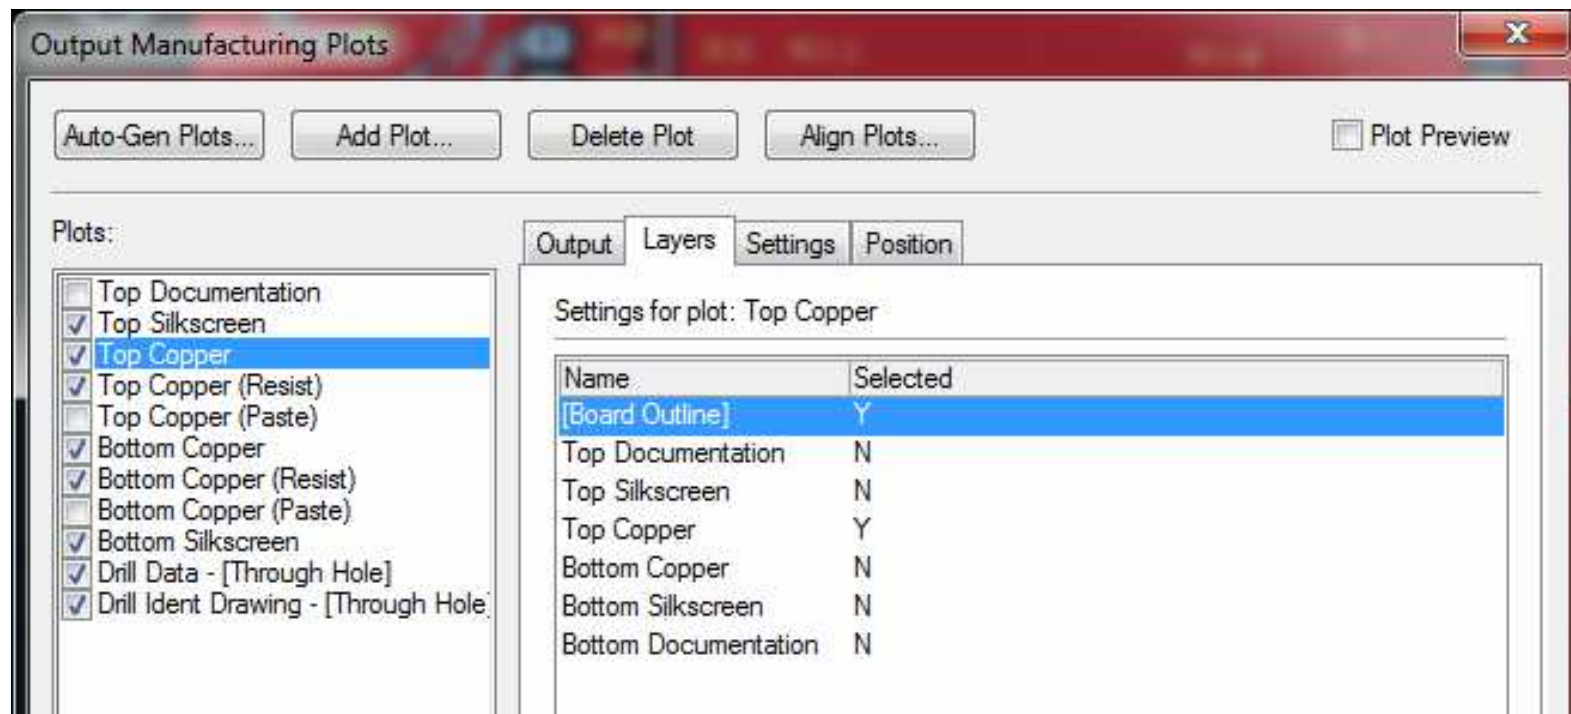 Output Manufacturing Plots
Auto-Gen Plots... Add Plot... Delete Plot Align Plots... Plot Preview
Plots:
Top Documentation
Top Silkscreen
Top Copper
Top Copper (Resist)
Top Copper (Paste)
Bottom Copper
Bottom Copper (Resist)
Bottom Copper (Paste)
Bottom Silkscreen
Drill Data - [Through Hole]
Drill Ident Drawing - [Through Hole]
Output Layers Settings Position
Settings for plot: Top Copper
Name Selected
[Board Outline] Y
Top Documentation N
Top Silkscreen N
Top Copper Y
Bottom Copper N
Bottom Silkscreen N
Bottom Documentation N